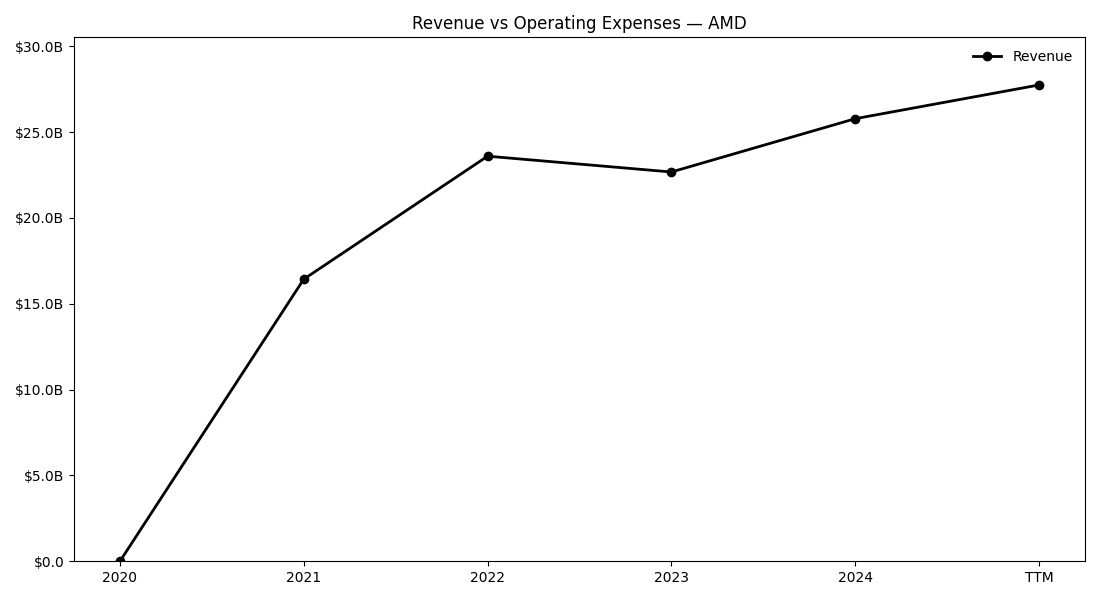 Revenue vs Operating Expenses — AMD
$30.0B
Revenue
$25.0B
$20.0B
$15.0B
$10.0B
$5.0B
$0.0
2020 2021 2022 2023 2024 TTM